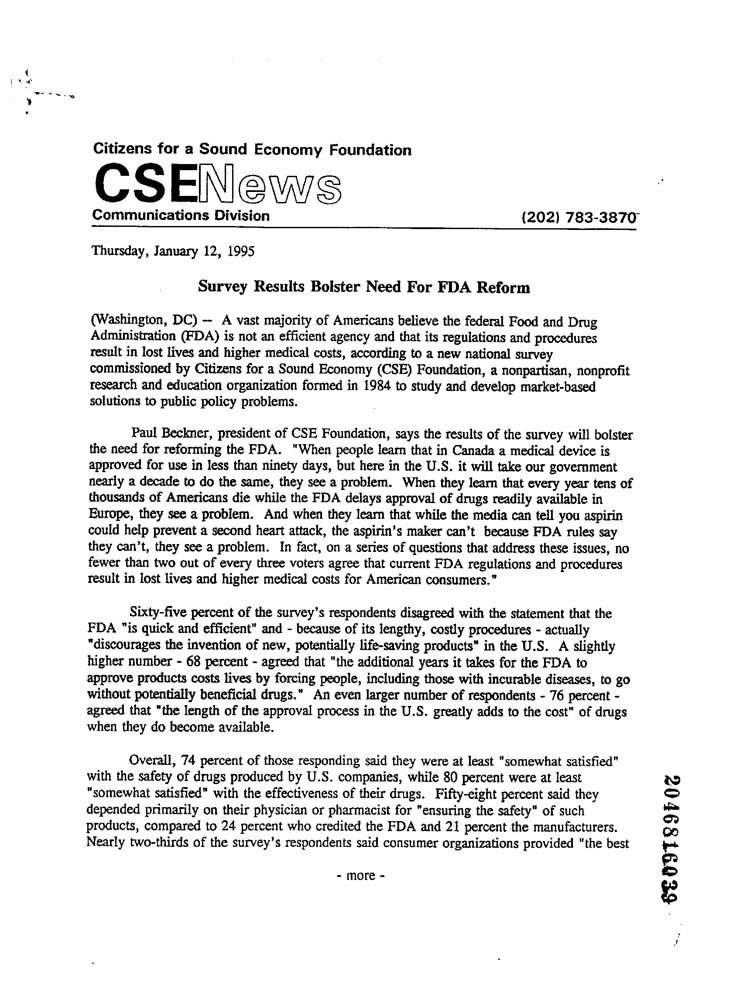 Citizens for a Sound Economy Foundation
CSENews
Communications Division (202) 783-3870
Thursday, January 12, 1995
Survey Results Bolster Need For FDA Reform
(Washington, DC) -- A vast majority of Americans believe the federal Food and Drug
Administration (FDA) is not an efficient agency and that its regulations and procedures
result in lost lives and higher medical costs, according to a new national survey
commissioned by Citizens for a Sound Economy (CSE) Foundation, a nonpartisan, nonprofit
research and education organization formed in 1984 to study and develop market-based
solutions to public policy problems.
Paul Beckner, president of CSE Foundation, says the results of the survey will bolster
the need for reforming the FDA. "When people learn that in Canada a medical device is
approved for use in less than ninety days, but here in the U.S. it will take our government
nearly a decade to do the same, they see a problem. When they learn that every year tens of
thousands of Americans die while the FDA delays approval of drugs readily available in
Europe, they see a problem. And when they learn that while the media can tell you aspirin
could help prevent a second heart attack, the aspirin's maker can't because FDA rules say
they can't, they see a problem. In fact, on a series of questions that address these issues, no
fewer than two out of every three voters agree that current FDA regulations and procedures
result in lost lives and higher medical costs for American consumers."
Sixty-five percent of the survey's respondents disagreed with the statement that the
FDA "is quick and efficient" and - because of its lengthy, costly procedures - actually
"discourages the invention of new, potentially life-saving products" in the U.S. A slightly
higher number - 68 percent - agreed that "the additional years it takes for the FDA to
approve products costs lives by forcing people, including those with incurable diseases, to go
without potentially beneficial drugs." An even larger number of respondents - 76 percent -
agreed that "the length of the approval process in the U.S. greatly adds to the cost" of drugs
when they do become available.
Overall, 74 percent of those responding said they were at least "somewhat satisfied"
with the safety of drugs produced by U.S. companies, while 80 percent were at least
"somewhat satisfied" with the effectiveness of their drugs. Fifty-eight percent said they
depended primarily on their physician or pharmacist for "ensuring the safety" of such
products, compared to 24 percent who credited the FDA and 21 percent the manufacturers.
Nearly two-thirds of the survey's respondents said consumer organizations provided "the best
- more -
2046816039